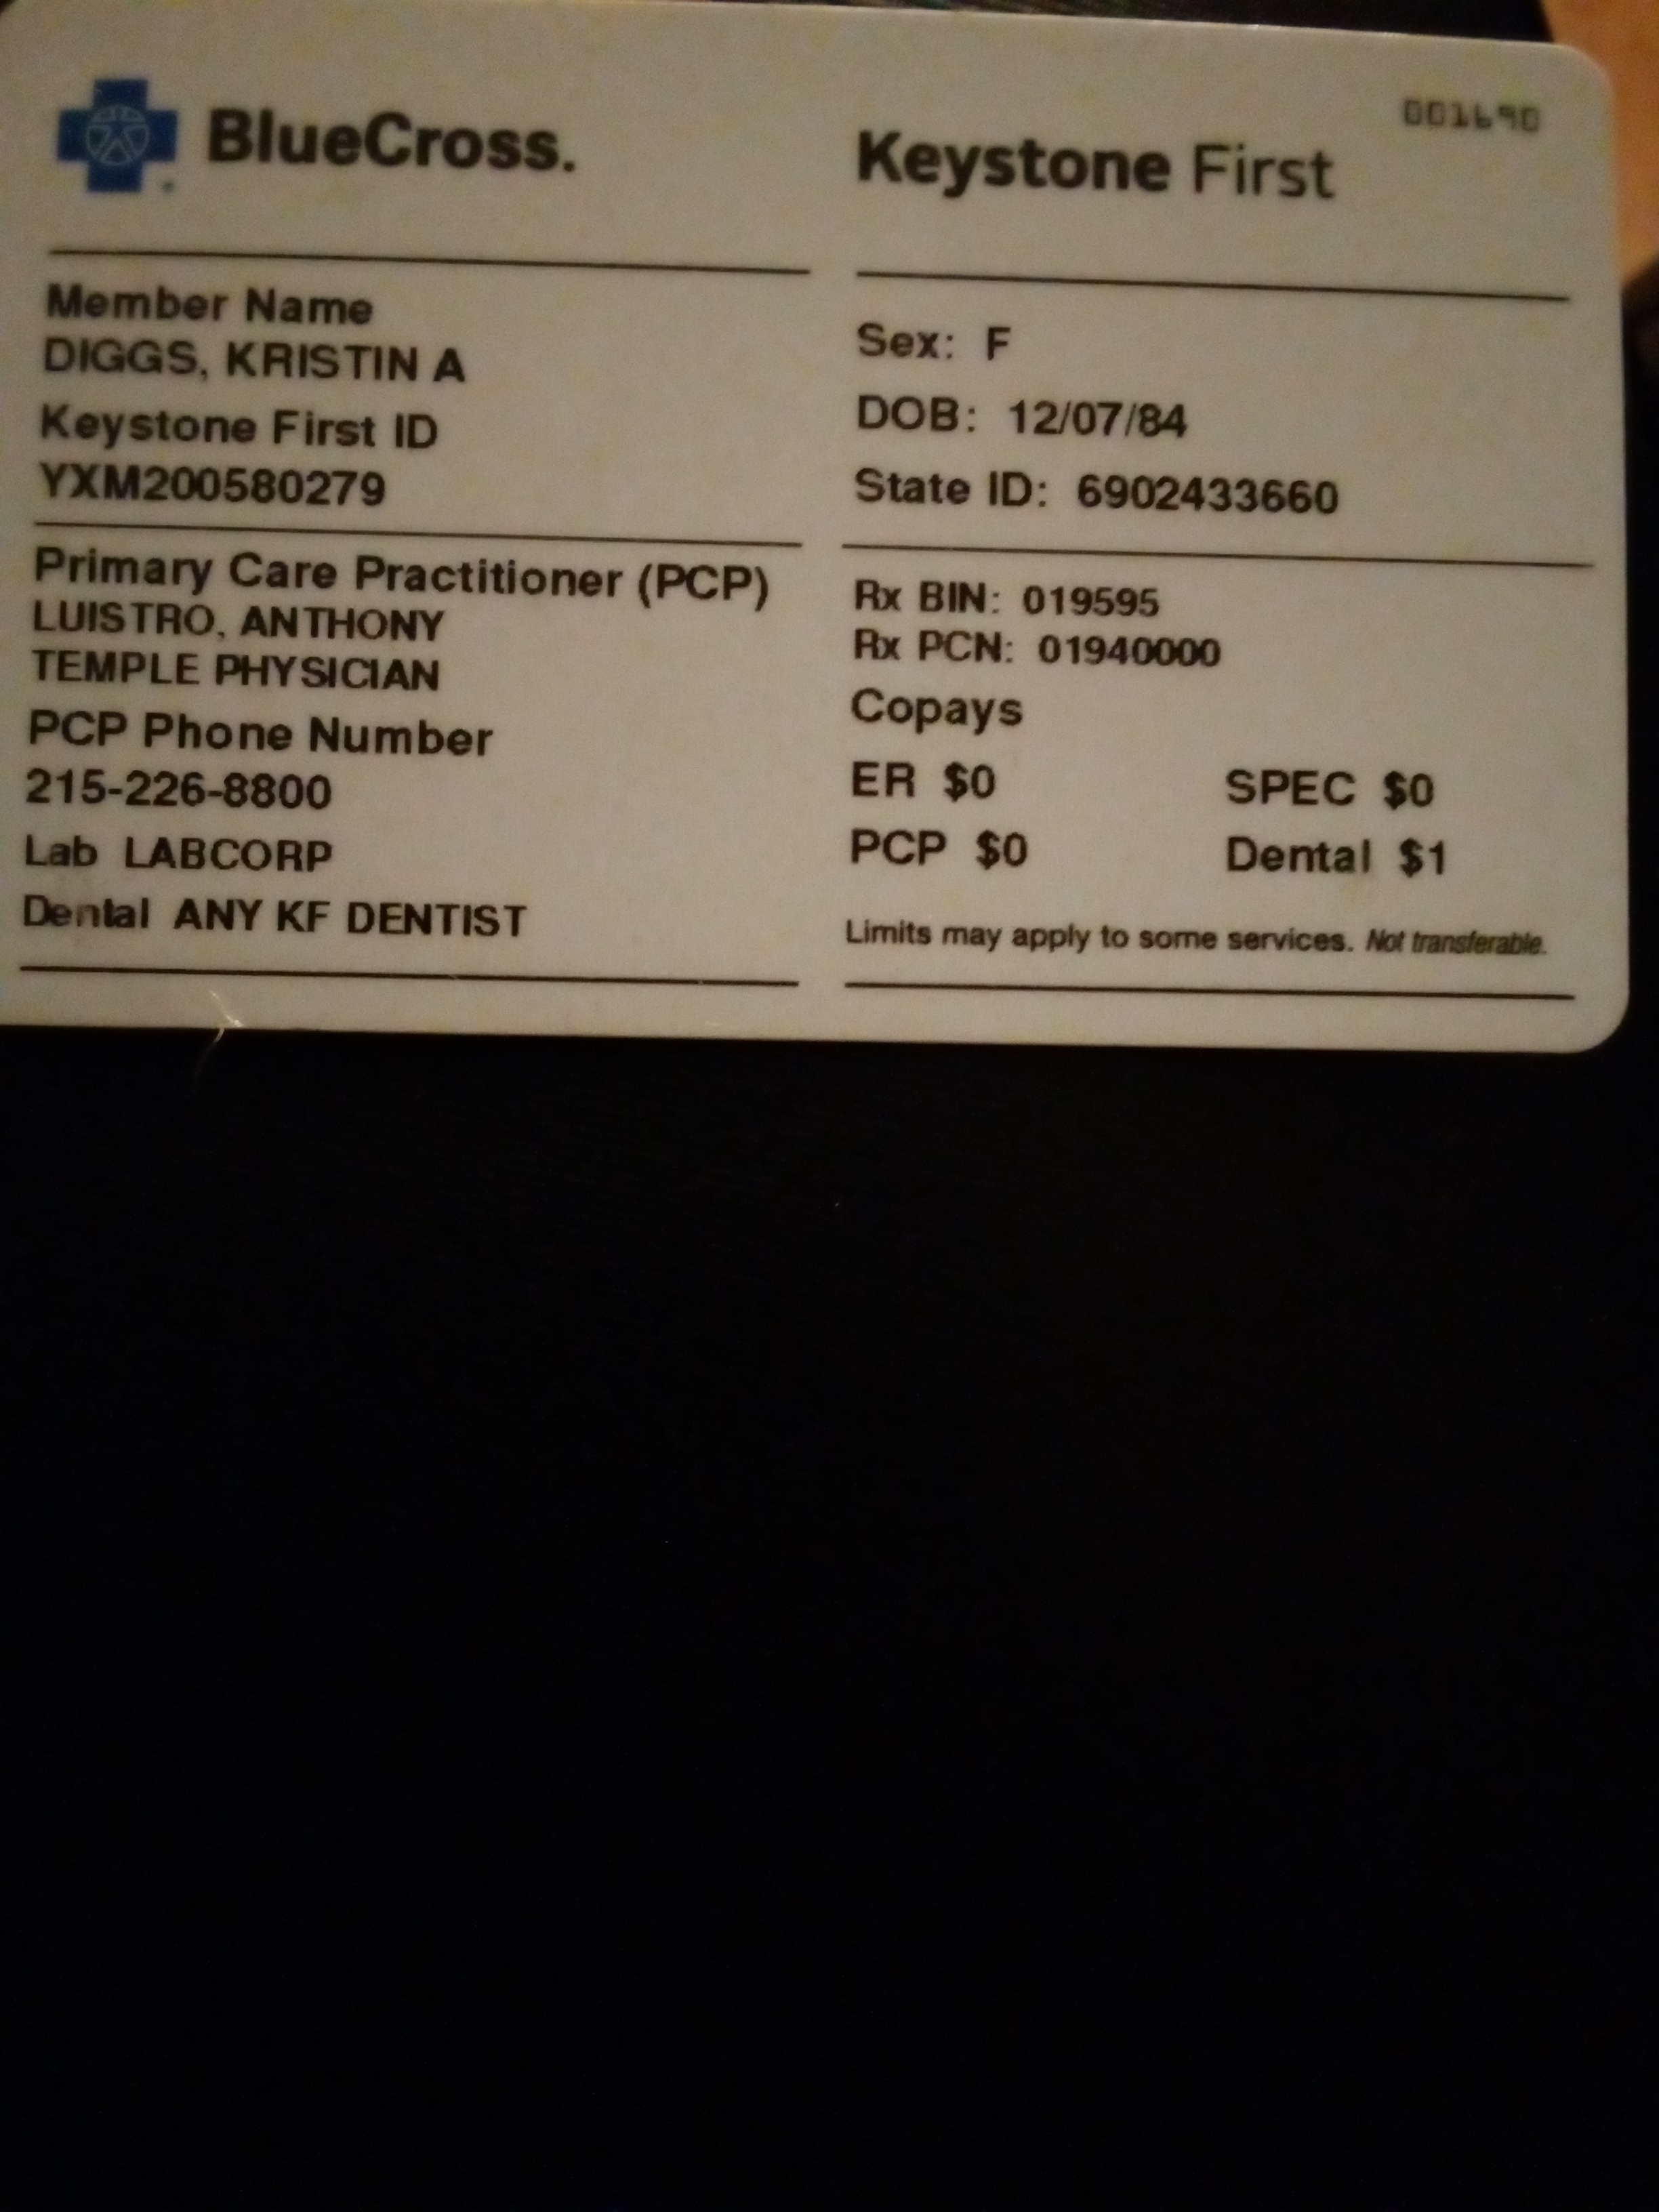 BlueCross.
Keystone First
001690
Member Name
DIGGS, KRISTIN A
Keystone First ID
YXM200580279
Sex: F
DOB: 12/07/84
State ID: 6902433660
Primary Care Practitioner (PCP)
LUISTRO, ANTHONY
TEMPLE PHYSICIAN
PCP Phone Number
215-226-8800
Lab LABCORP
Dental ANY KF DENTIST
Rx BIN: 019595
Rx PCN: 01940000
Copays
ER $0 SPEC $0
PCP $0 Dental $1
Limits may apply to some services. Not transferable.